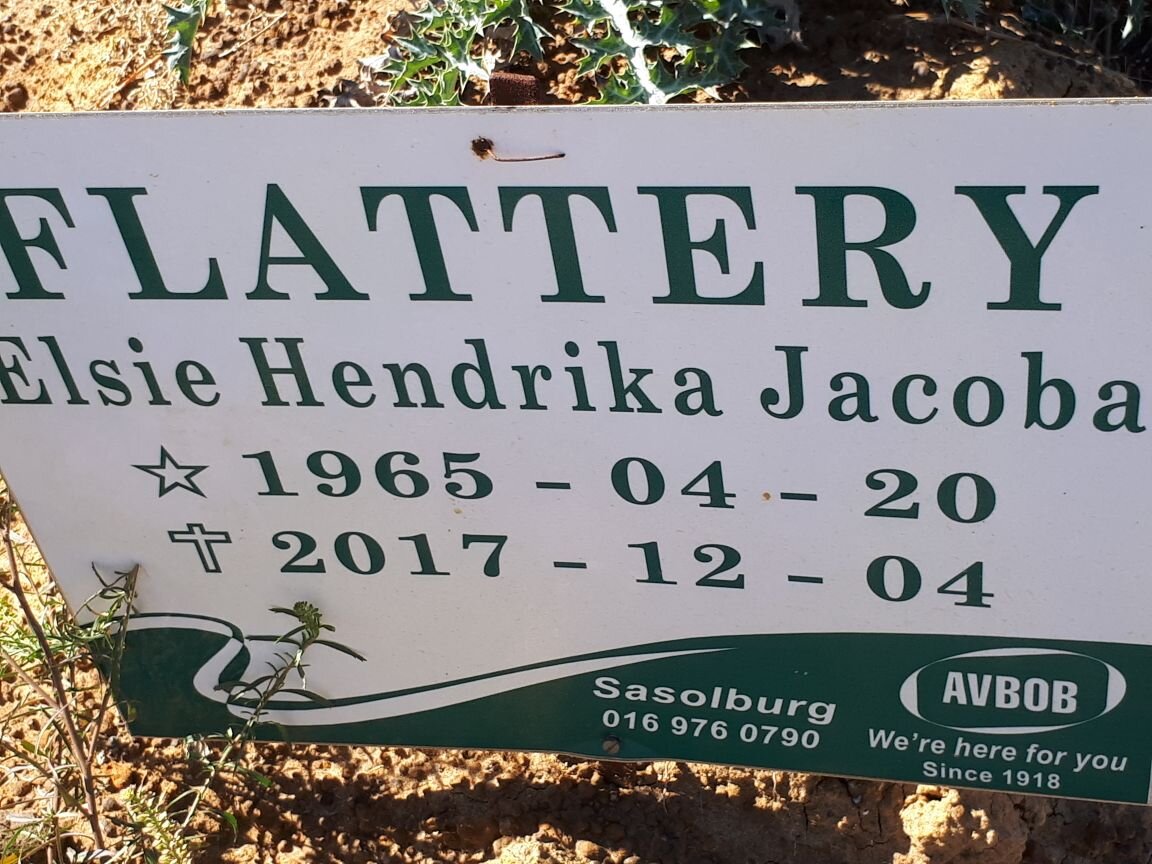 FLATTERY
Elsie Hendrika Jacoba
☆ 1965 - 04 - 20
✝ 2017 - 12 - 04
Sasolburg
016 976 0790
AVBOB
We're here for you
Since 1918